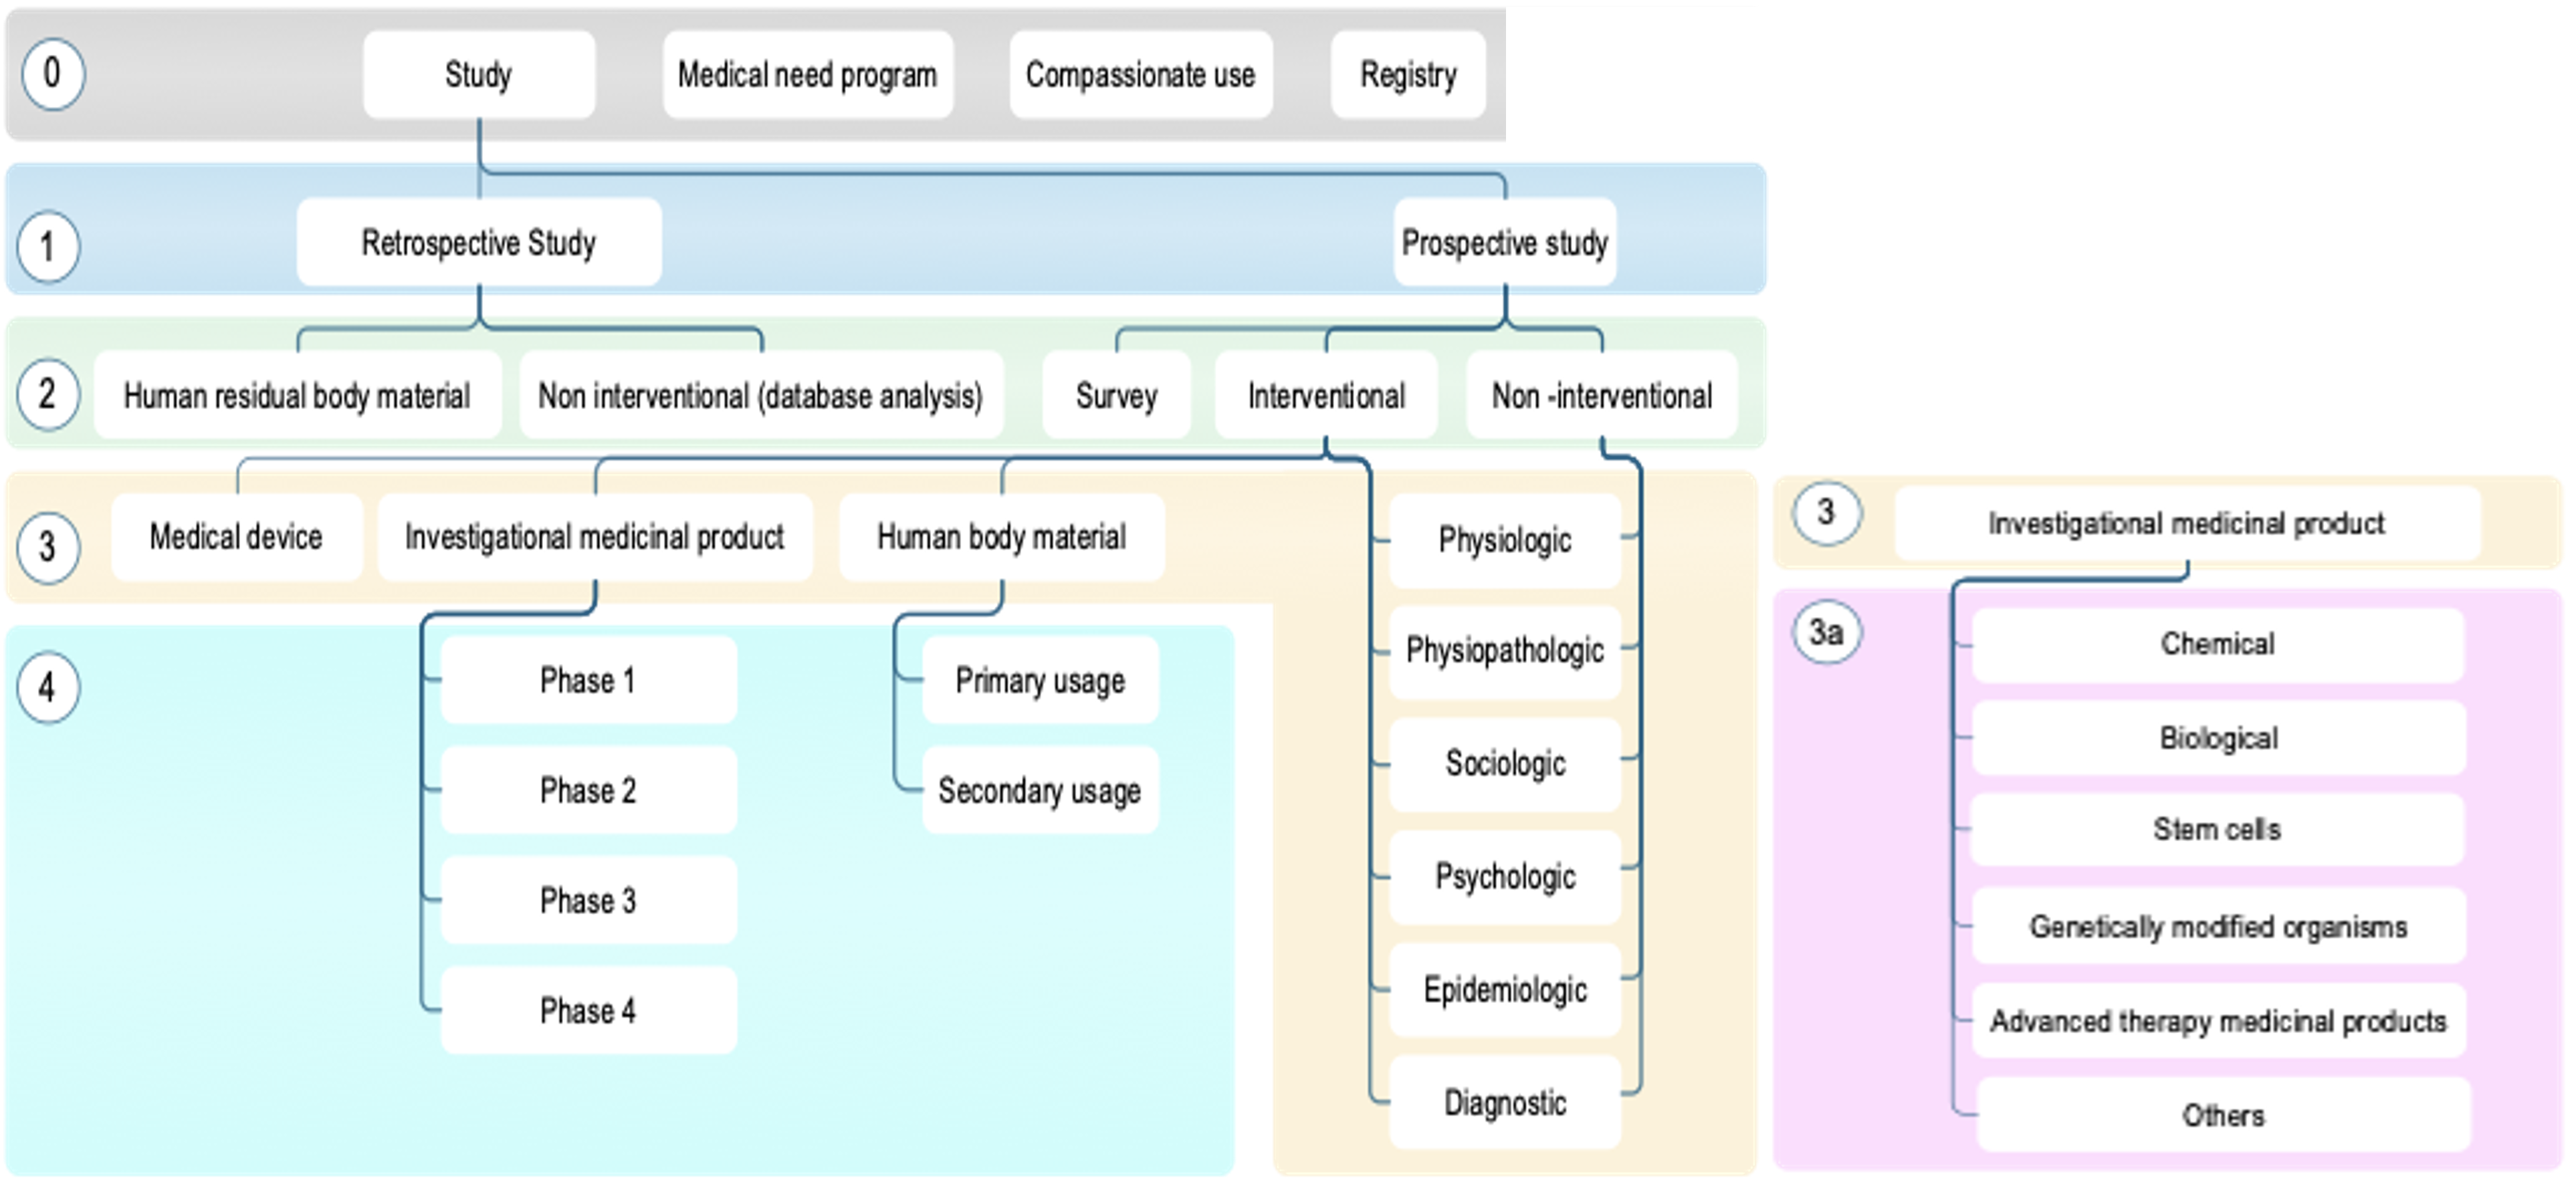 0
Study
Medical need program
Compassionate use
Registry
1
Retrospective Study
Prospective study
2
Human residual body material
Non interventional (database analysis)
Survey
Interventional
Non -interventional
3
Medical device
Investigational medicinal product
Human body material
Physiologic
Physiopathologic
Sociologic
Psychologic
Epidemiologic
Diagnostic
4
Phase 1
Phase 2
Phase 3
Phase 4
Primary usage
Secondary usage
3
Investigational medicinal product
3a
Chemical
Biological
Stem cells
Genetically modified organisms
Advanced therapy medicinal products
Others